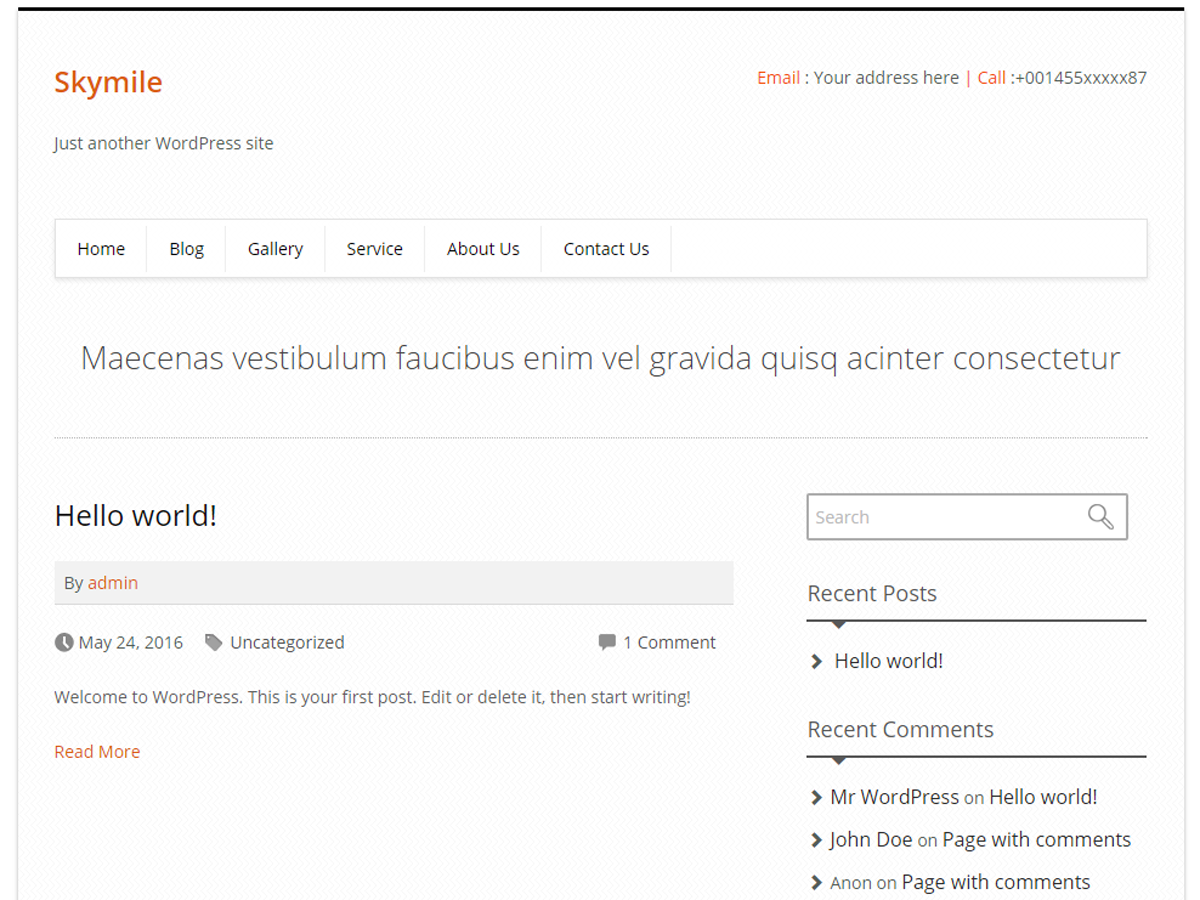 Skymile
Email : Your address here | Call :+001455xxxxx87
Just another WordPress site
Home Blog Gallery Service About Us Contact Us
Maecenas vestibulum faucibus enim vel gravida quisq acinter consectetur
Hello world!
By admin
May 24, 2016 Uncategorized 1 Comment
Welcome to WordPress. This is your first post. Edit or delete it, then start writing!
Read More
Search
Recent Posts
Hello world!
Recent Comments
Mr WordPress on Hello world!
John Doe on Page with comments
Anon on Page with comments